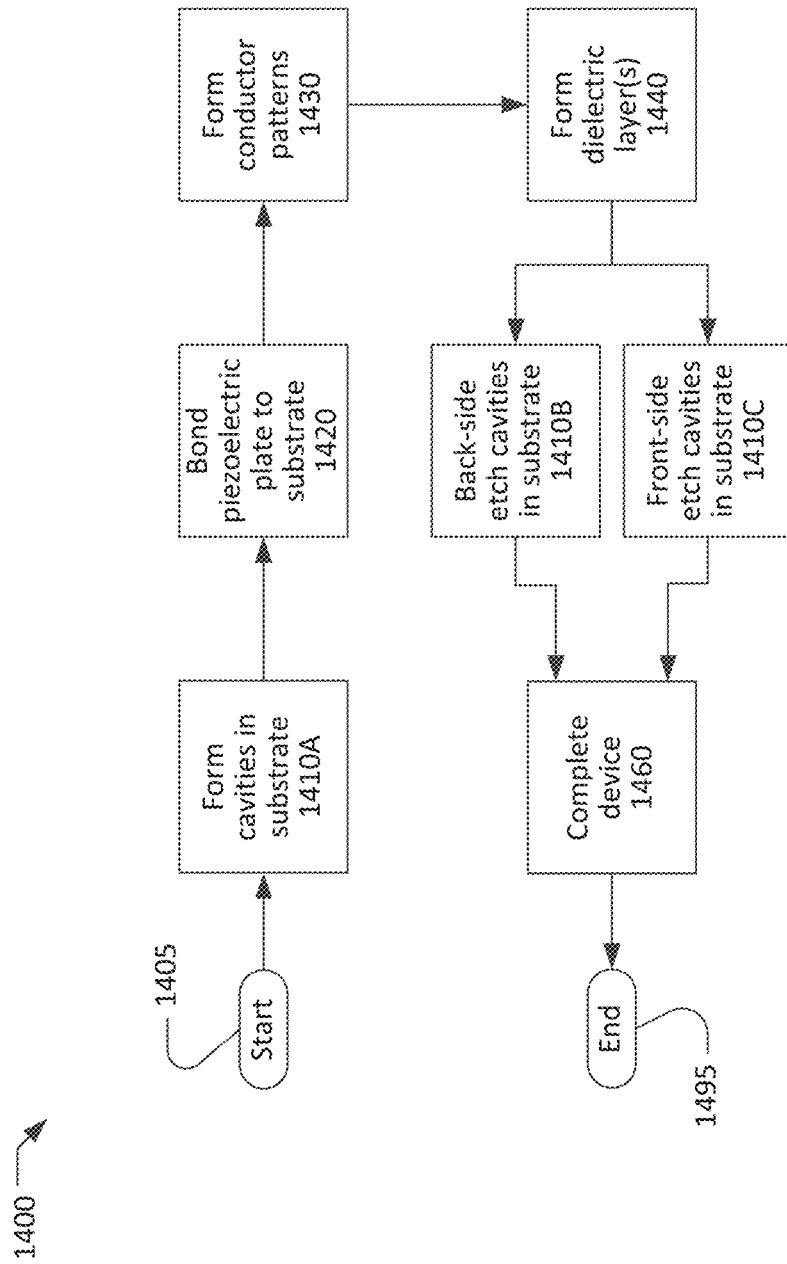 1400
1405
Start
Form
cavities in
substrate
1410A
Bond
piezoelectric
plate to
substrate
1420
Form
conductor
patterns
1430
Form
dielectric
layer(s)
1440
Back-side
etch cavities
in substrate
1410B
Front-side
etch cavities
in substrate
1410C
Complete
device
1460
End
1495